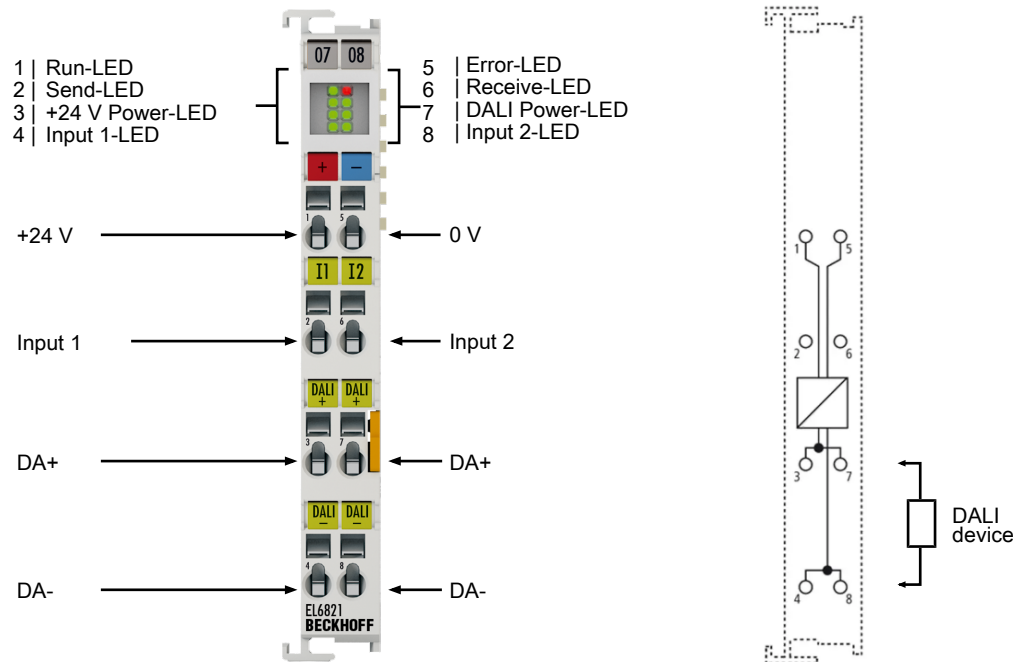 07 08
1 | Run-LED
2 | Send-LED
3 | +24 V Power-LED
4 | Input 1-LED
5 | Error-LED
6 | Receive-LED
7 | DALI Power-LED
8 | Input 2-LED
+ −
1 5
+24 V
0 V
I1 I2
2 6
Input 1
Input 2
DALI DALI
+ +
3 7
DA+
DA+
DALI DALI
− −
4 8
DA-
DA-
EL6821
BECKHOFF
1 5
2 6
3 7
4 8
DALI
device